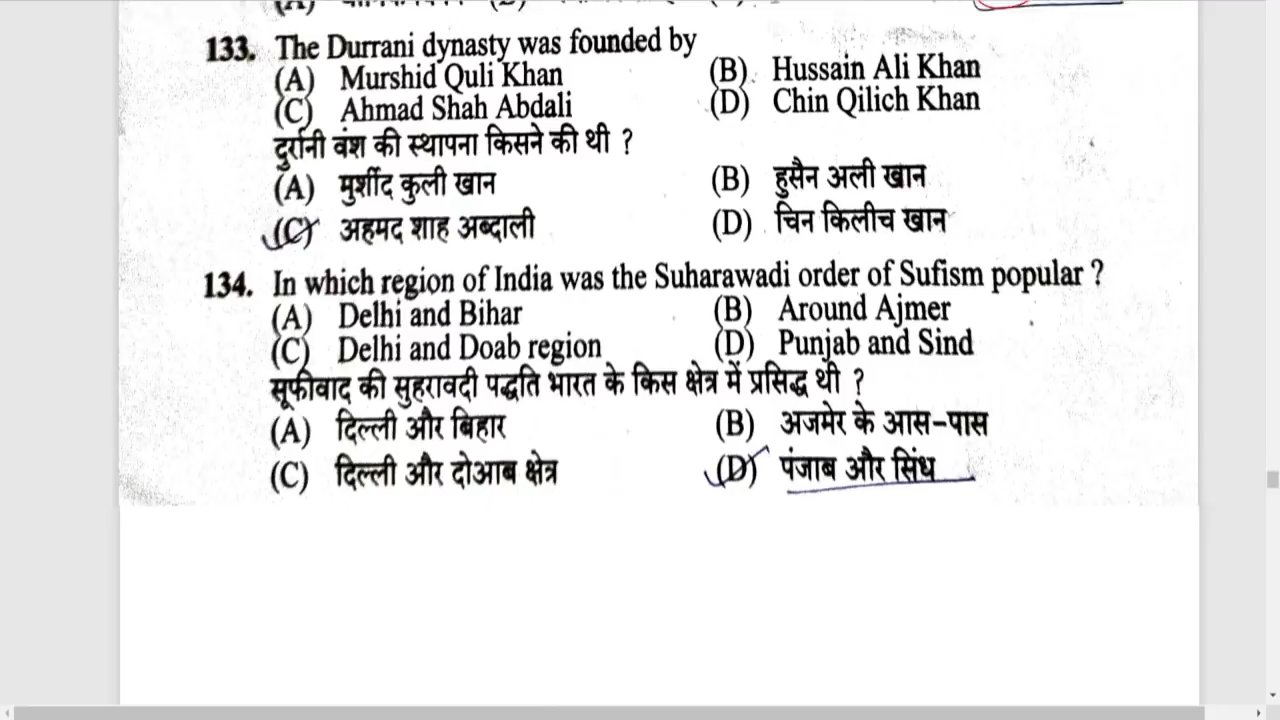 133. The Durrani dynasty was founded by
(A) Murshid Quli Khan (B) Hussain Ali Khan
(C) Ahmad Shah Abdali (D) Chin Qilich Khan
दुर्रानी वंश की स्थापना किसने की थी ?
(A) मुर्शीद कुली खान (B) हुसैन अली खान
(C) अहमद शाह अब्दाली (D) चिन किलीच खान
134. In which region of India was the Suharawadi order of Sufism popular ?
(A) Delhi and Bihar (B) Around Ajmer
(C) Delhi and Doab region (D) Punjab and Sind
सूफीवाद की सुहरावदी पद्धति भारत के किस क्षेत्र में प्रसिद्ध थी ?
(A) दिल्ली और बिहार (B) अजमेर के आस-पास
(C) दिल्ली और दोआब क्षेत्र (D) पंजाब और सिंध